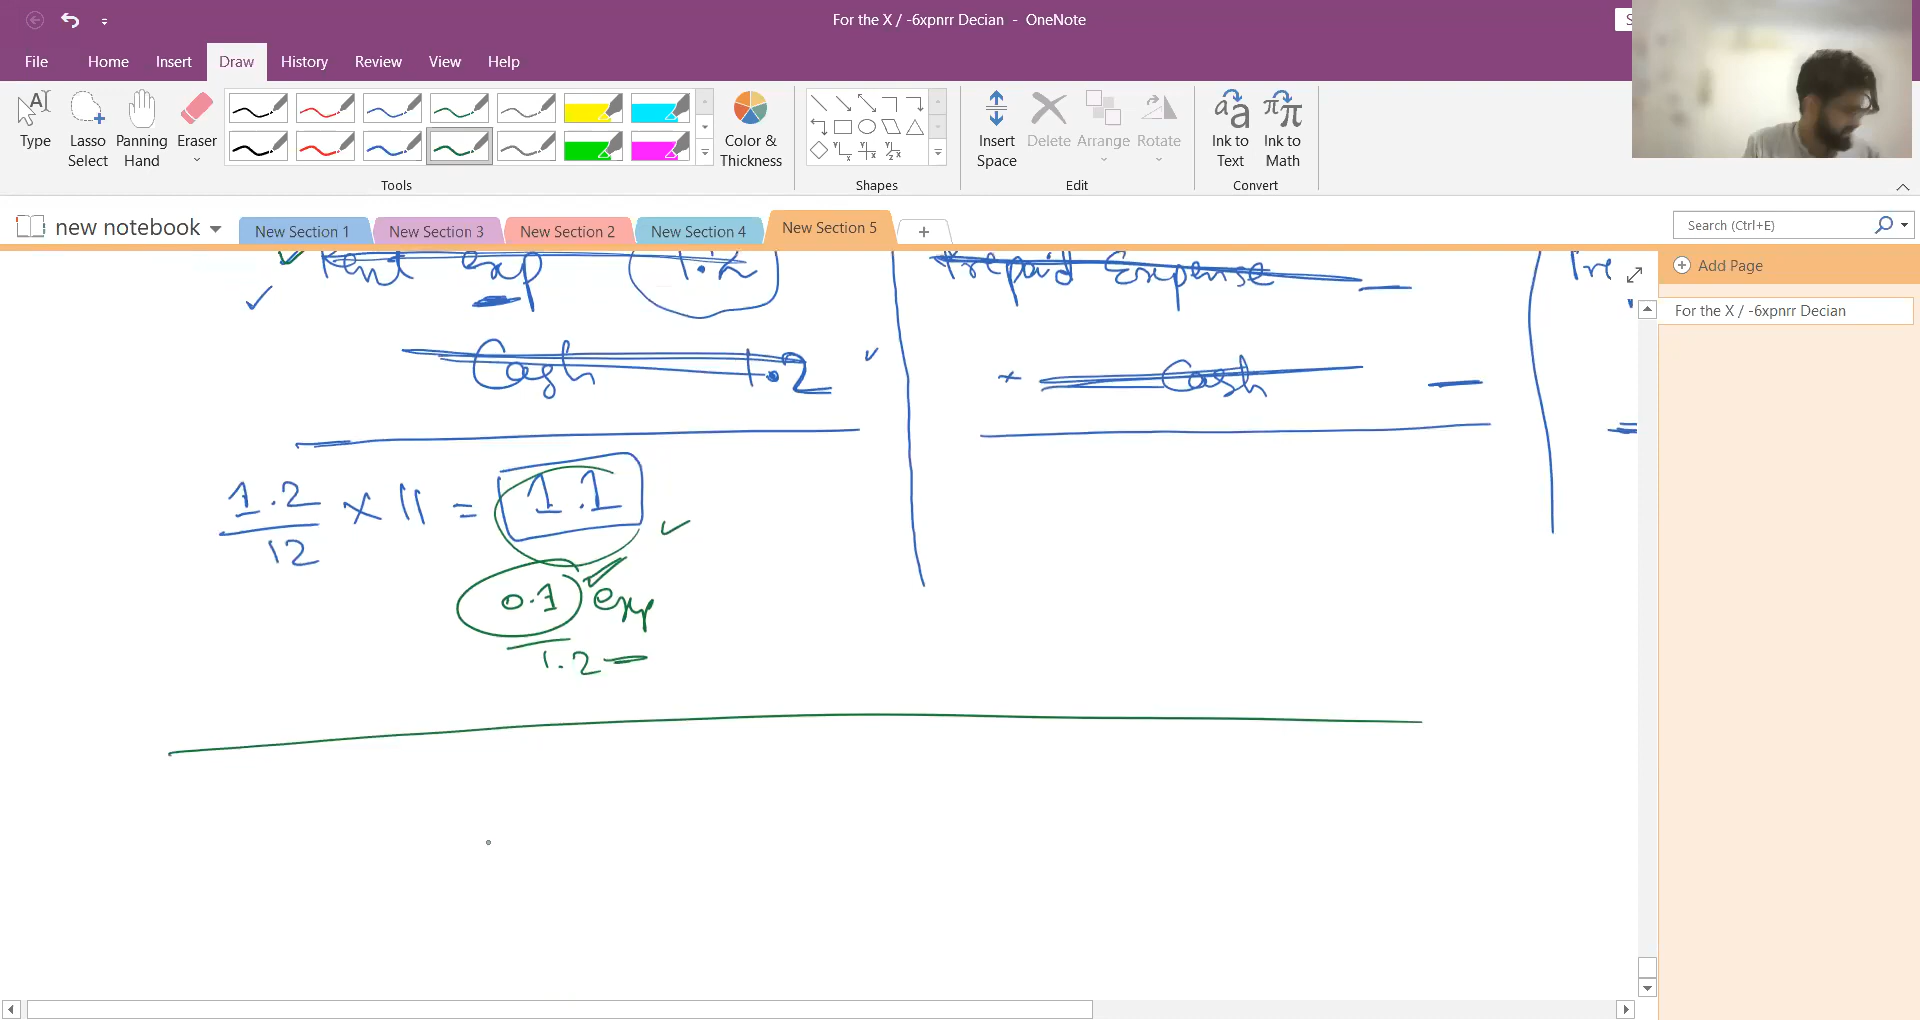 For the X / -6xpnrr Decian - OneNote
File Home Insert Draw History Review View Help
Type Lasso Select Panning Hand Eraser
Color & Thickness
Insert Space Delete Arrange Rotate
Ink to Text Ink to Math
Tools Shapes Edit Convert
new notebook New Section 1 New Section 3 New Section 2 New Section 4 New Section 5
Search (Ctrl+E)
Add Page
For the X / -6xpnrr Decian
Rent exp 1.2
Prepaid Expense
Pre
Cash 1.2
Cash
1.2
12
× 11 = 1.1
0.1 exp
1.2